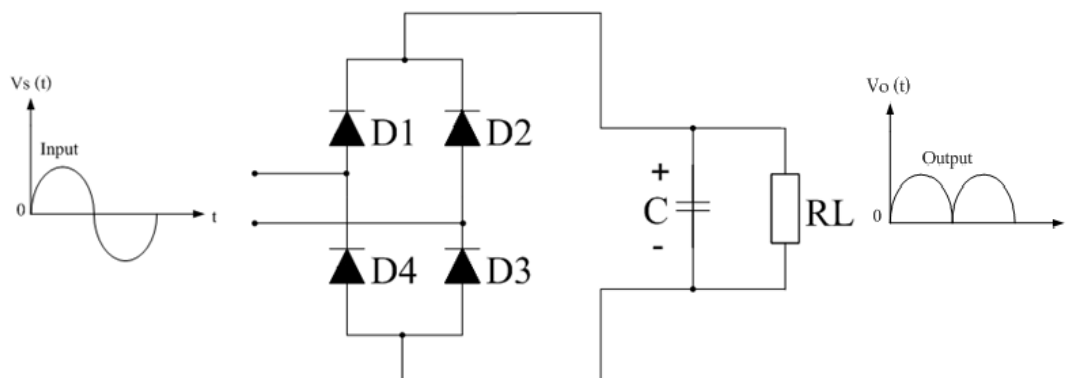 Vs (t)
Input
0
t
D1
D2
D4
D3
+
C
-
RL
Vo (t)
Output
0